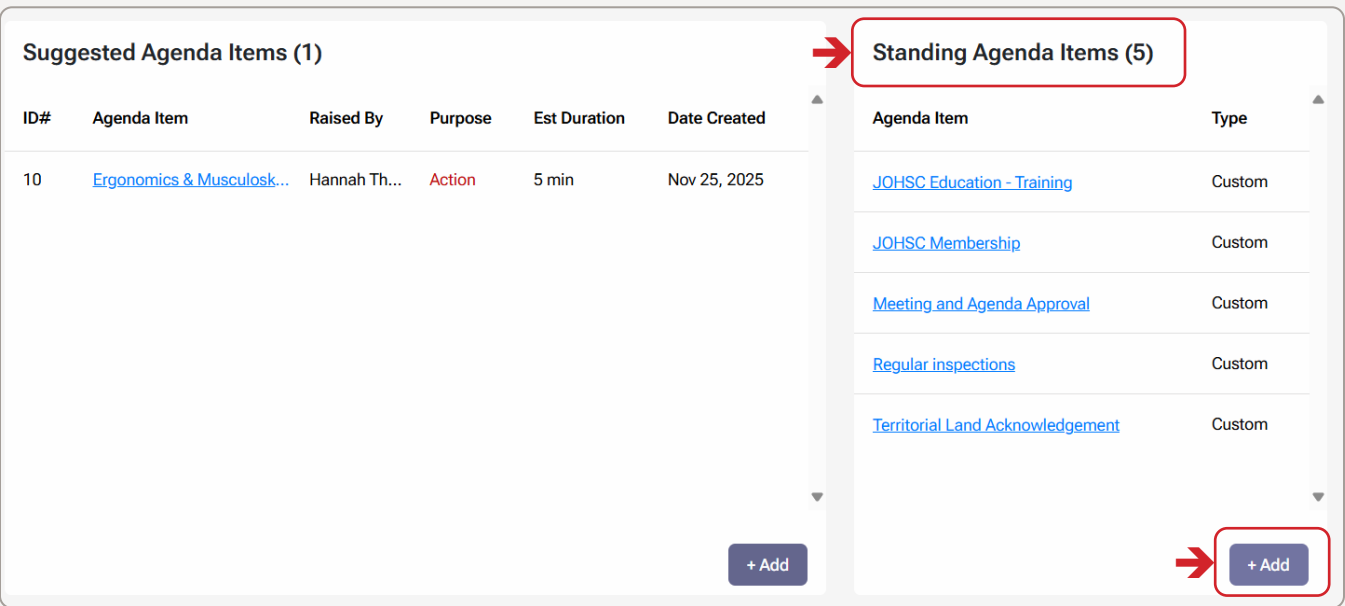 Suggested Agenda Items (1)
ID# Agenda Item Raised By Purpose Est Duration Date Created
10 Ergonomics & Musculosk... Hannah Th... Action 5 min Nov 25, 2025
+ Add
Standing Agenda Items (5)
Agenda Item Type
JOHSC Education - Training Custom
JOHSC Membership Custom
Meeting and Agenda Approval Custom
Regular inspections Custom
Territorial Land Acknowledgement Custom
+ Add